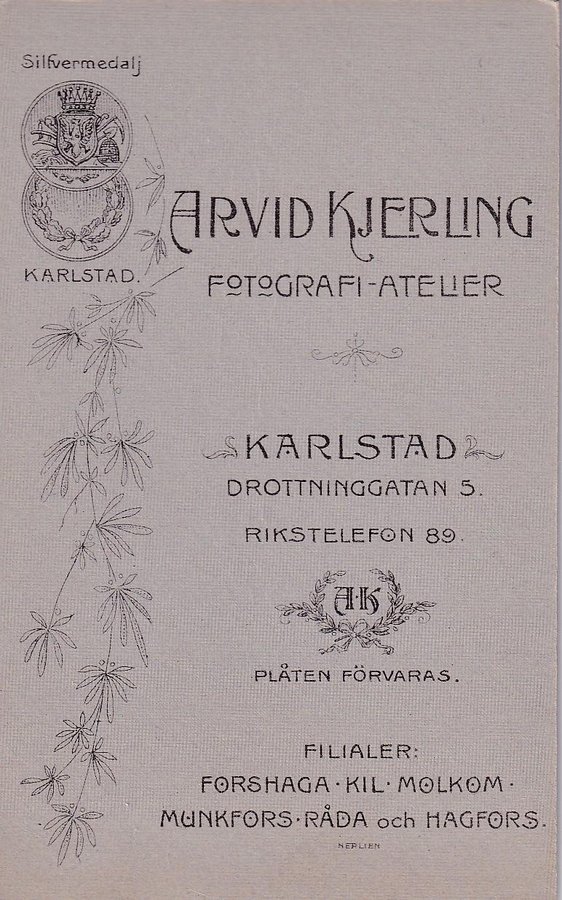 Silfvermedalj
KARLSTAD.
ARVID KJERLING
FOTOGRAFI-ATELIER
KARLSTAD
DROTTNINGGATAN 5.
RIKSTELEFON 89.
A·K
PLÅTEN FÖRVARAS.
FILIALER:
FORSHAGA·KIL·MOLKOM·
MUNKFORS·RÅDA och HAGFORS.
NERLIEN